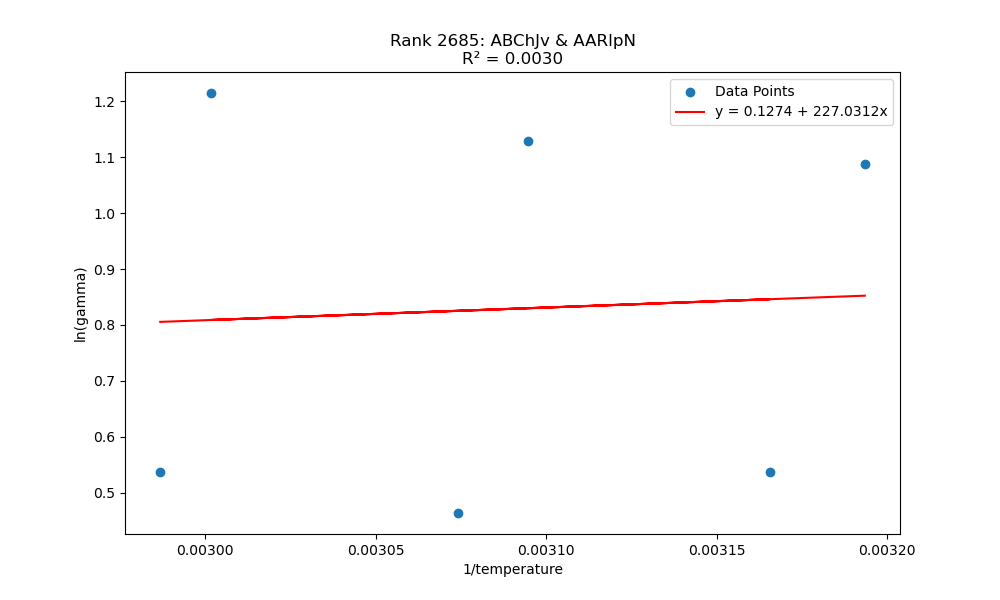 Rank 2685: ABChJv & AARlpN
R² = 0.0030
Data Points
y = 0.1274 + 227.0312x
ln(gamma)
1.2
1.1
1.0
0.9
0.8
0.7
0.6
0.5
0.00300
0.00305
0.00310
0.00315
0.00320
1/temperature